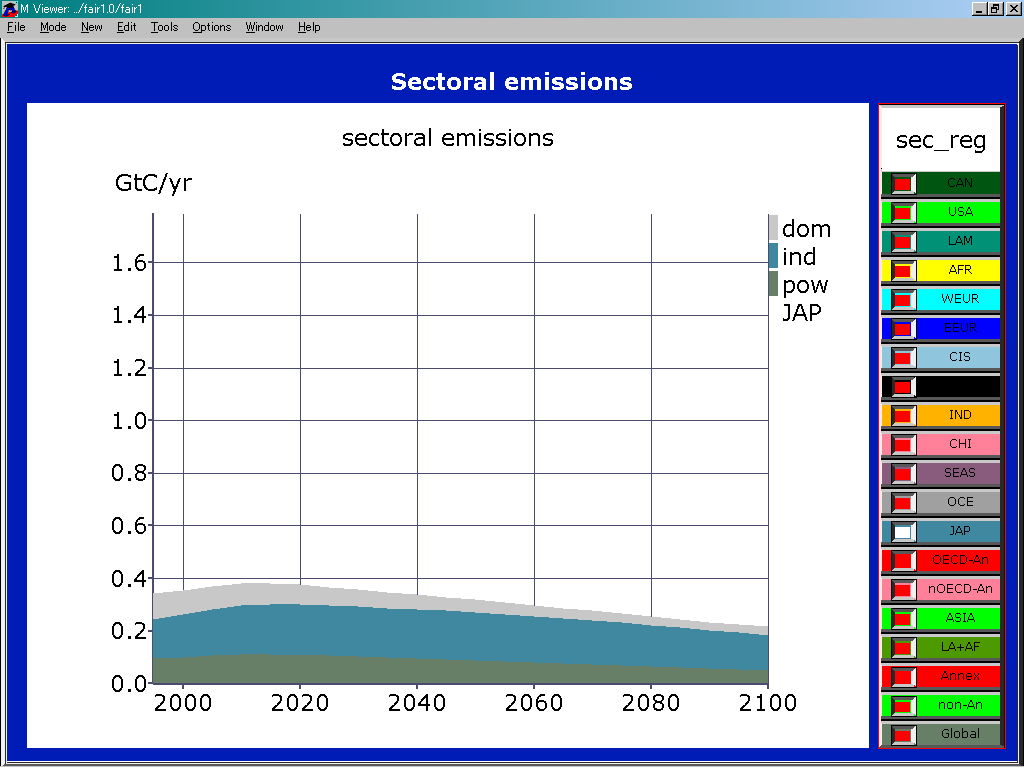 M Viewer: ../fair1.0/fair1
File Mode New Edit Tools Options Window Help
Sectoral emissions
sectoral emissions
GtC/yr
1.6
1.4
1.2
1.0
0.8
0.6
0.4
0.2
0.0
2000 2020 2040 2060 2080 2100
dom
ind
pow
JAP
sec_reg
CAN
USA
LAM
AFR
WEUR
EEUR
CIS
IND
CHI
SEAS
OCE
JAP
OECD-An
nOECD-An
ASIA
LA+AF
Annex
non-An
Global